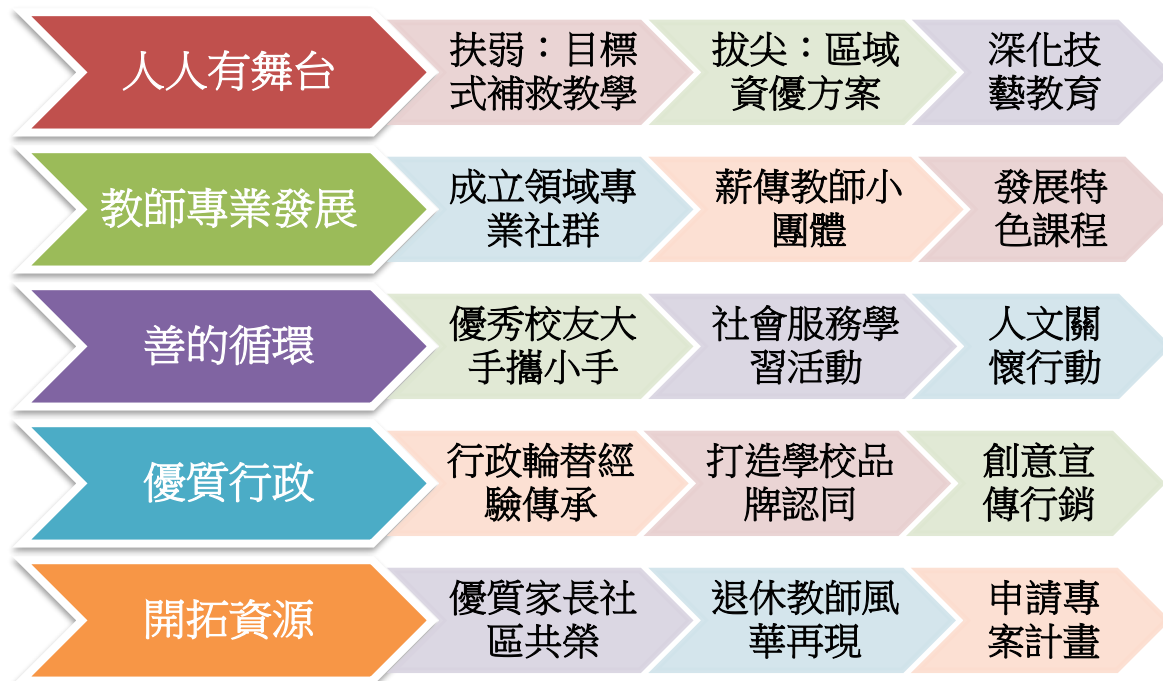 人人有舞台
扶弱：目標
式補救教學
拔尖：區域
資優方案
深化技
藝教育
教師專業發展
成立領域專
業社群
薪傳教師小
團體
發展特
色課程
善的循環
優秀校友大
手攜小手
社會服務學
習活動
人文關
懷行動
優質行政
行政輪替經
驗傳承
打造學校品
牌認同
創意宣
傳行銷
開拓資源
優質家長社
區共榮
退休教師風
華再現
申請專
案計畫